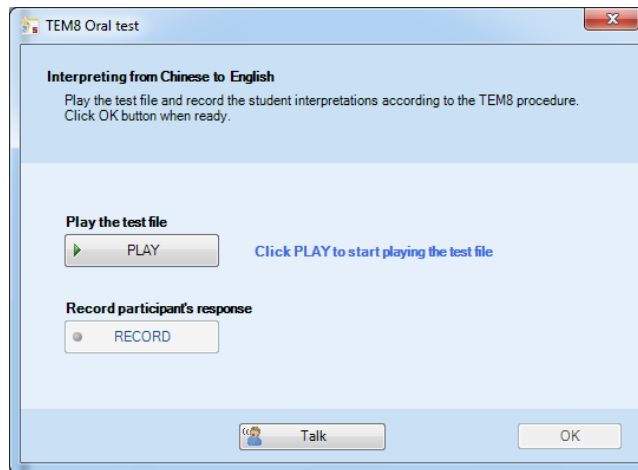 TEM8 Oral test
Interpreting from Chinese to English
Play the test file and record the student interpretations according to the TEM8 procedure.
Click OK button when ready.
Play the test file
PLAY
Click PLAY to start playing the test file
Record participant's response
RECORD
Talk
OK